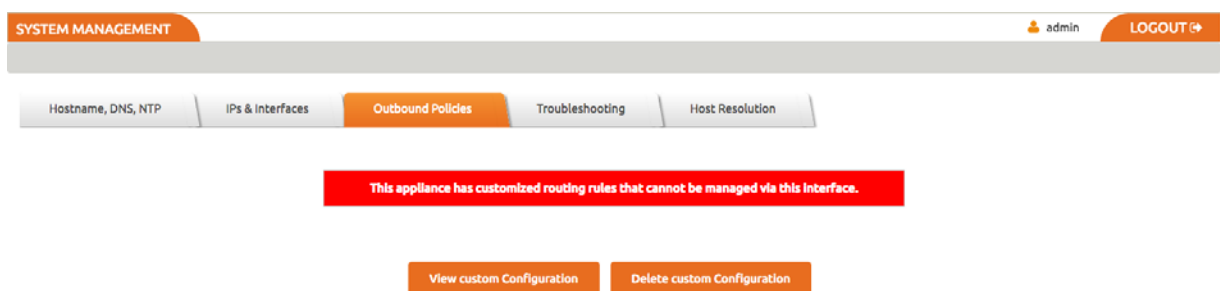 SYSTEM MANAGEMENT admin LOGOUT
Hostname, DNS, NTP IPs & Interfaces Outbound Policies Troubleshooting Host Resolution
This appliance has customized routing rules that cannot be managed via this interface.
View custom Configuration Delete custom Configuration